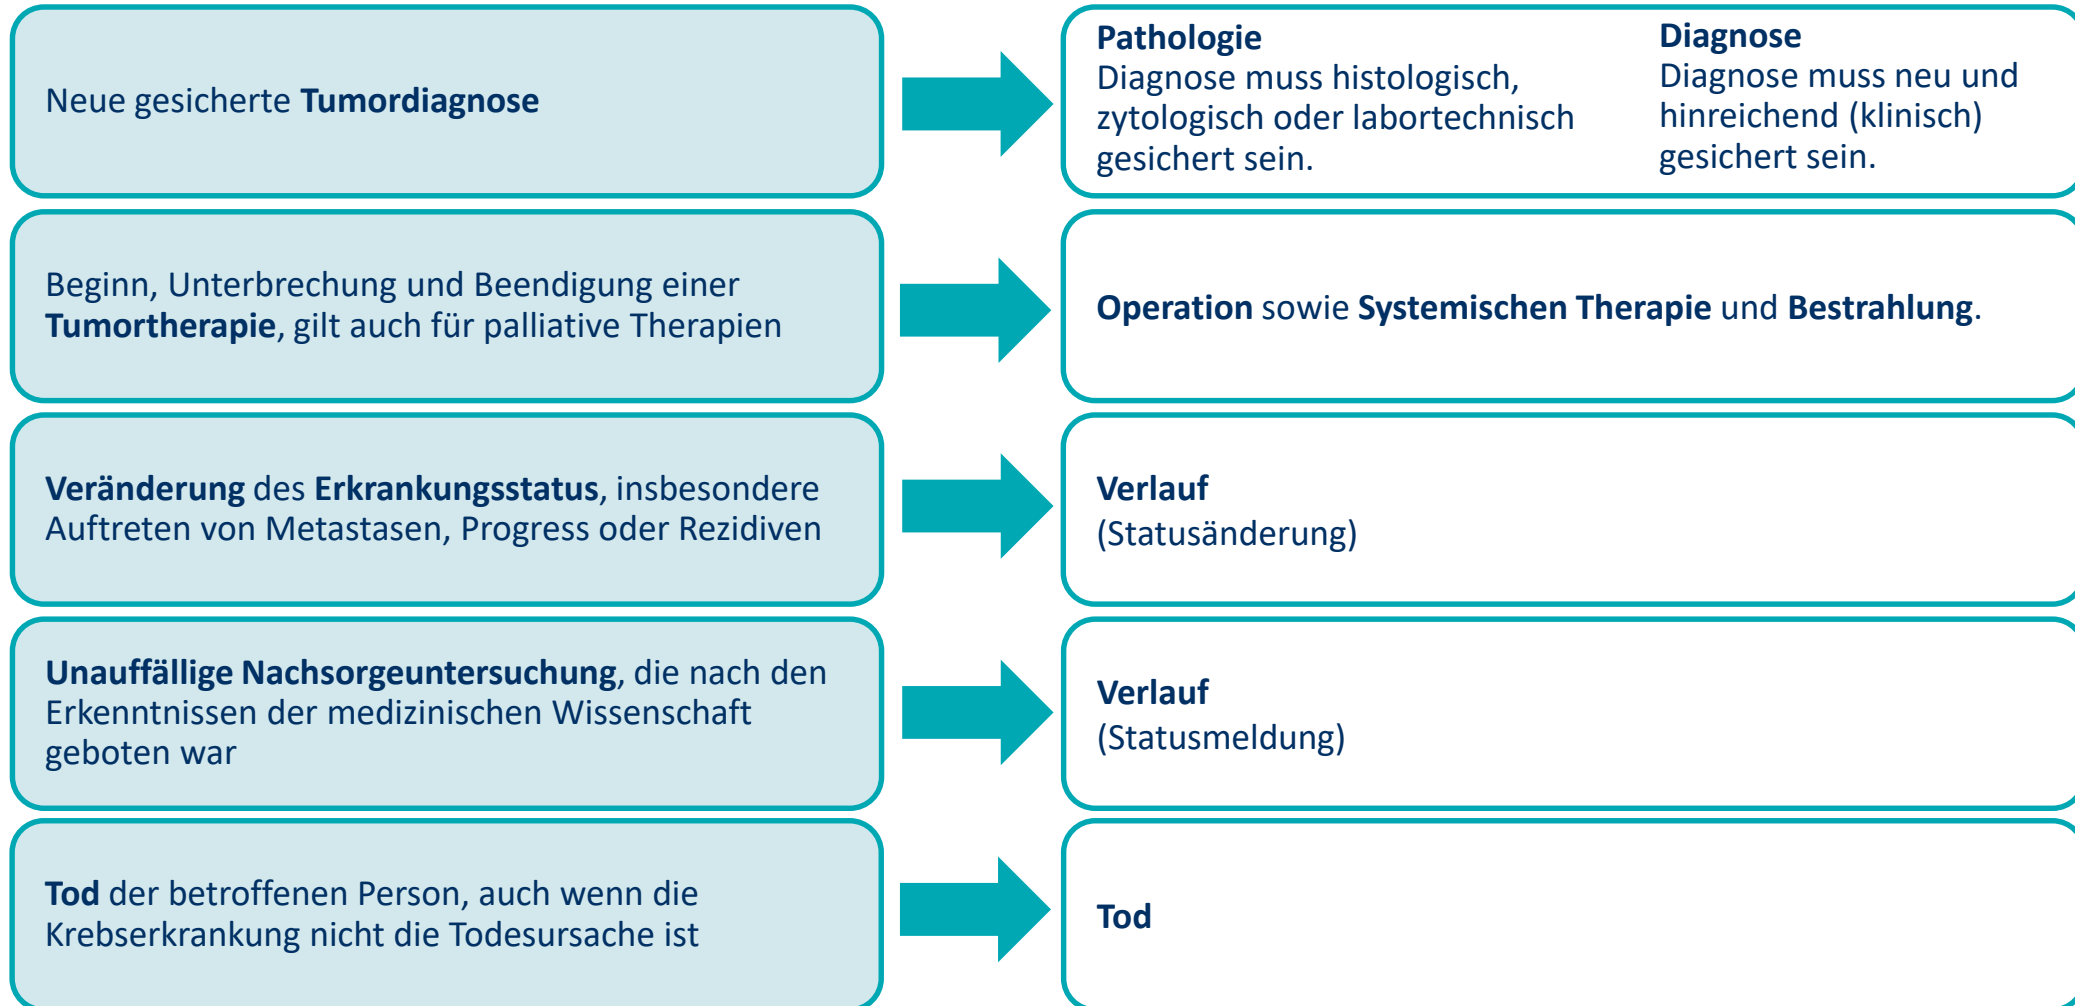 Neue gesicherte Tumordiagnose
Pathologie
Diagnose muss histologisch,
zytologisch oder labortechnisch
gesichert sein.
Diagnose
Diagnose muss neu und
hinreichend (klinisch)
gesichert sein.
Beginn, Unterbrechung und Beendigung einer
Tumortherapie, gilt auch für palliative Therapien
Operation sowie Systemischen Therapie und Bestrahlung.
Veränderung des Erkrankungsstatus, insbesondere
Auftreten von Metastasen, Progress oder Rezidiven
Verlauf
(Statusänderung)
Unauffällige Nachsorgeuntersuchung, die nach den
Erkenntnissen der medizinischen Wissenschaft
geboten war
Verlauf
(Statusmeldung)
Tod der betroffenen Person, auch wenn die
Krebserkrankung nicht die Todesursache ist
Tod